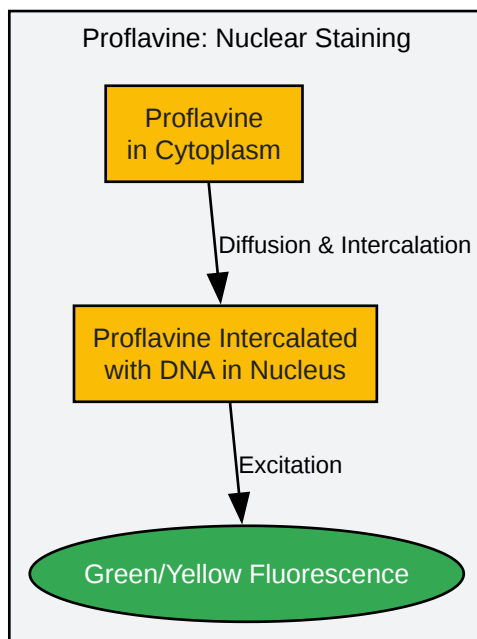 Proflavine: Nuclear Staining
Proflavine
in Cytoplasm
Diffusion & Intercalation
Proflavine Intercalated
with DNA in Nucleus
Excitation
Green/Yellow Fluorescence